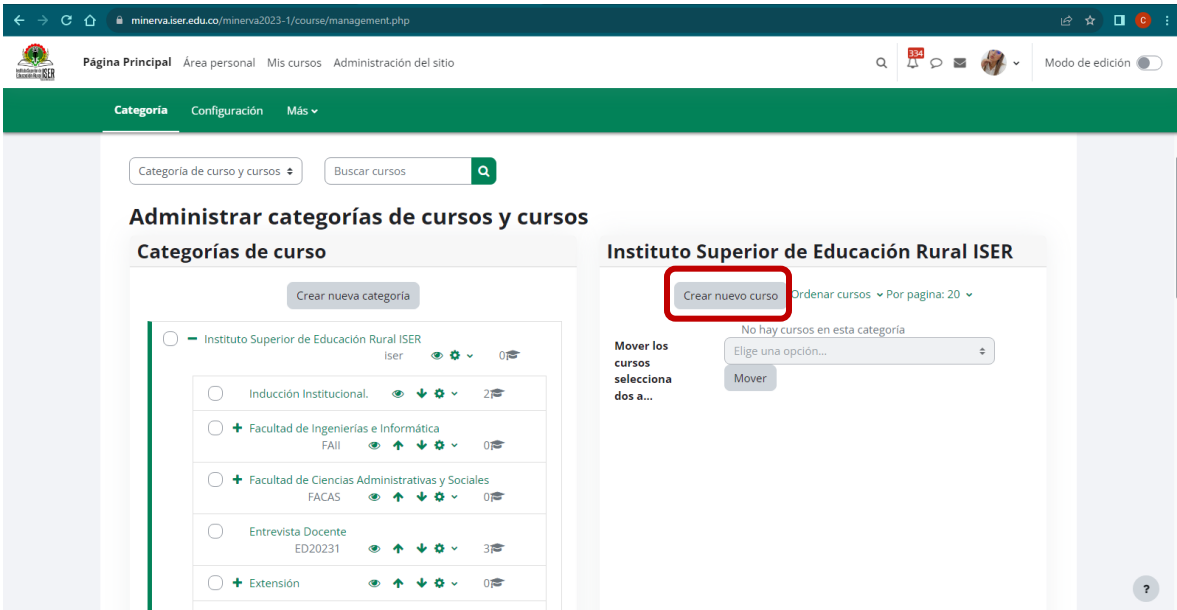 minerva.iser.edu.co/minerva2023-1/course/management.php
C
ISER
Página Principal Área personal Mis cursos Administración del sitio
334
Modo de edición
Categoría Configuración Más
Categoría de curso y cursos
Buscar cursos
Administrar categorías de cursos y cursos
Categorías de curso
Crear nueva categoría
Instituto Superior de Educación Rural ISER
iser 0
Inducción Institucional. 2
Facultad de Ingenierías e Informática
FAII 0
Facultad de Ciencias Administrativas y Sociales
FACAS 0
Entrevista Docente
ED20231 3
Extensión 0
Instituto Superior de Educación Rural ISER
Crear nuevo curso Ordenar cursos Por pagina: 20
No hay cursos en esta categoría
Mover los
cursos
selecciona
dos a...
Elige una opción...
Mover
?